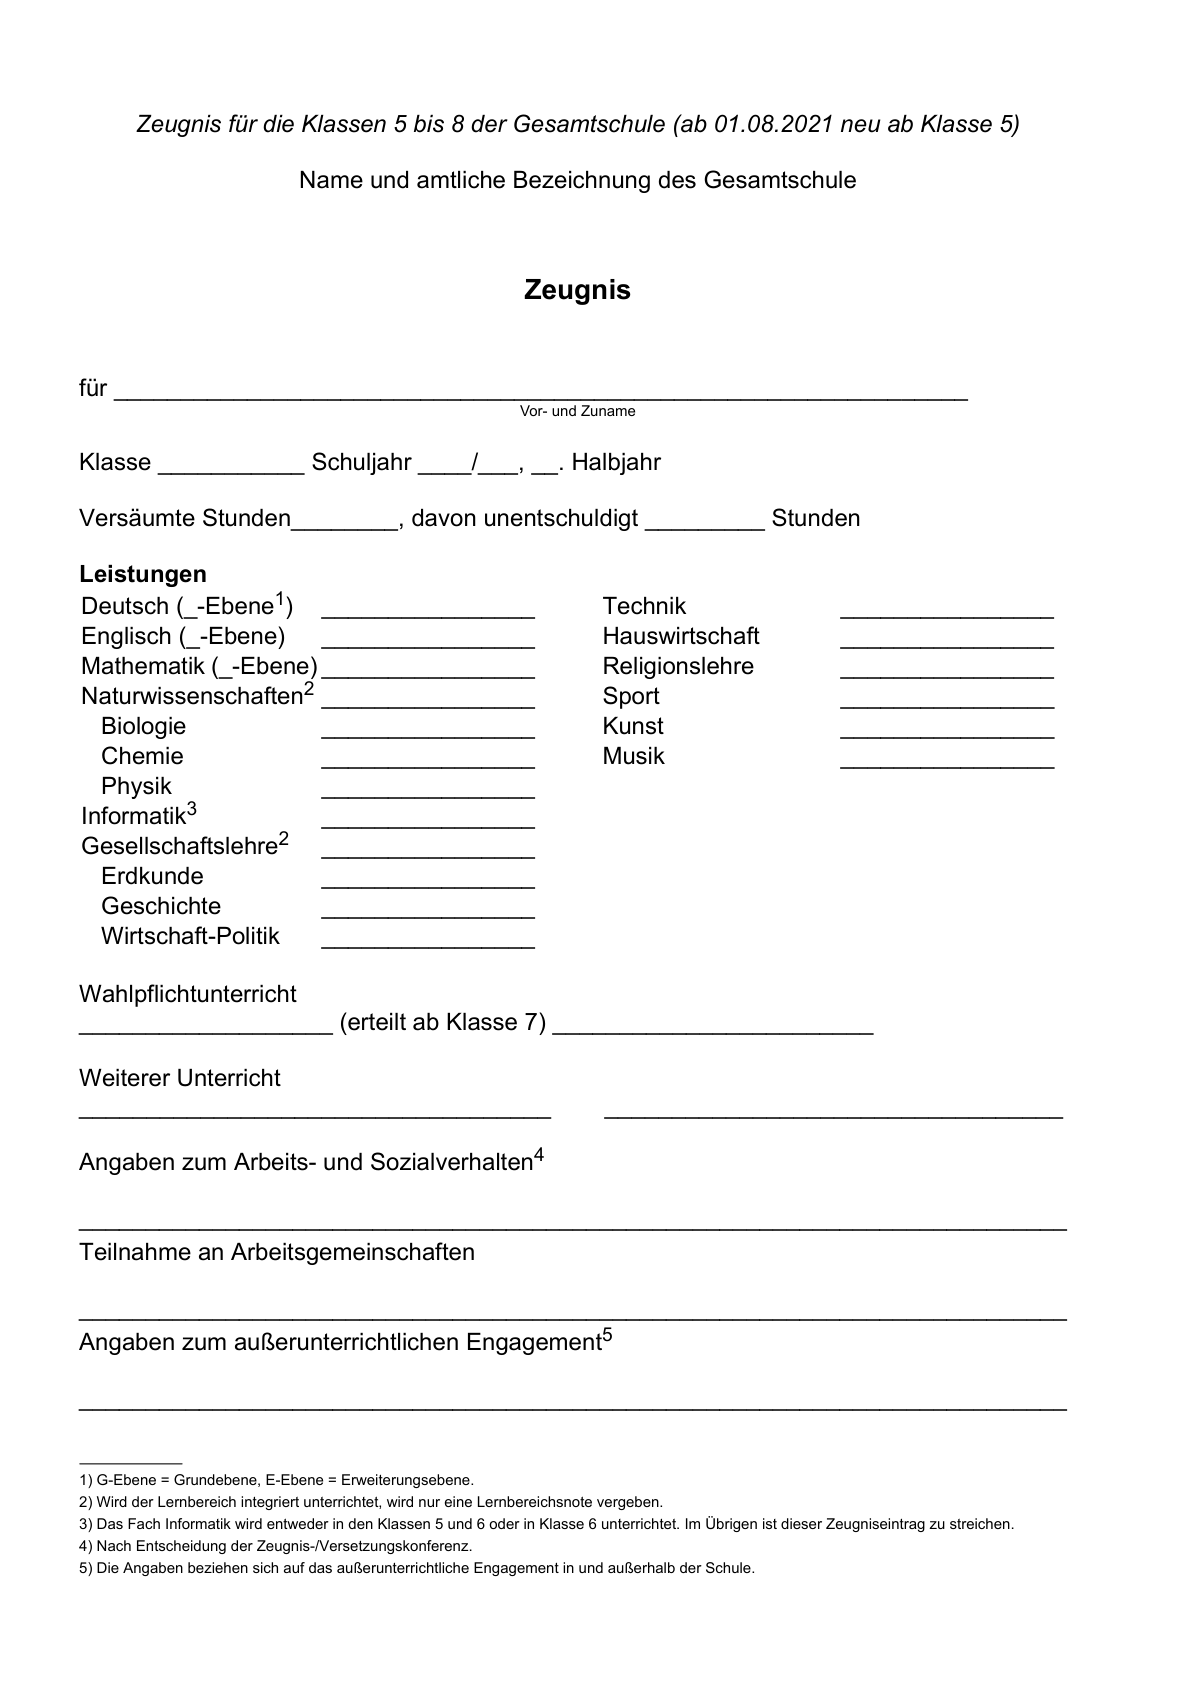 Zeugnis für die Klassen 5 bis 8 der Gesamtschule (ab 01.08.2021 neu ab Klasse 5)
Name und amtliche Bezeichnung des Gesamtschule
Zeugnis
für ________________________________________________________________
Vor- und Zuname
Klasse ___________ Schuljahr ____/___, __. Halbjahr
Versäumte Stunden________, davon unentschuldigt _________ Stunden
Leistungen
Deutsch (_-Ebene1) ________________ Technik ________________
Englisch (_-Ebene) ________________ Hauswirtschaft ________________
Mathematik (_-Ebene) ________________ Religionslehre ________________
Naturwissenschaften2 ________________ Sport ________________
Biologie ________________ Kunst ________________
Chemie ________________ Musik ________________
Physik ________________
Informatik3 ________________
Gesellschaftslehre2 ________________
Erdkunde ________________
Geschichte ________________
Wirtschaft-Politik ________________
Wahlpflichtunterricht
___________________ (erteilt ab Klasse 7) ________________________
Weiterer Unterricht
Angaben zum Arbeits- und Sozialverhalten4
Teilnahme an Arbeitsgemeinschaften
Angaben zum außerunterrichtlichen Engagement5
1) G-Ebene = Grundebene, E-Ebene = Erweiterungsebene.
2) Wird der Lernbereich integriert unterrichtet, wird nur eine Lernbereichsnote vergeben.
3) Das Fach Informatik wird entweder in den Klassen 5 und 6 oder in Klasse 6 unterrichtet. Im Übrigen ist dieser Zeugniseintrag zu streichen.
4) Nach Entscheidung der Zeugnis-/Versetzungskonferenz.
5) Die Angaben beziehen sich auf das außerunterrichtliche Engagement in und außerhalb der Schule.